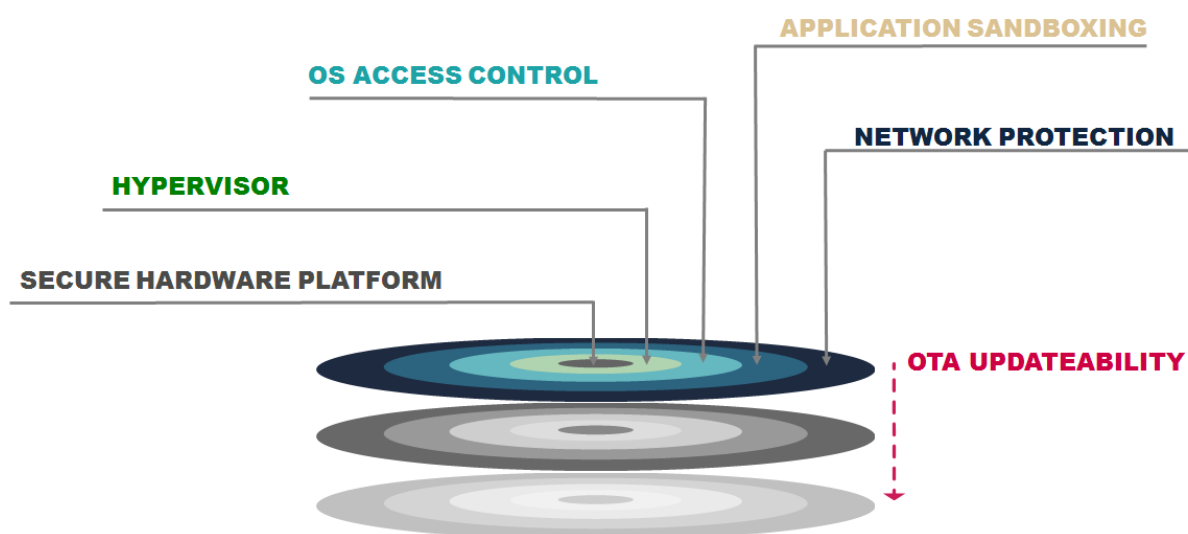 APPLICATION SANDBOXING
OS ACCESS CONTROL
NETWORK PROTECTION
HYPERVISOR
SECURE HARDWARE PLATFORM
OTA UPDATEABILITY